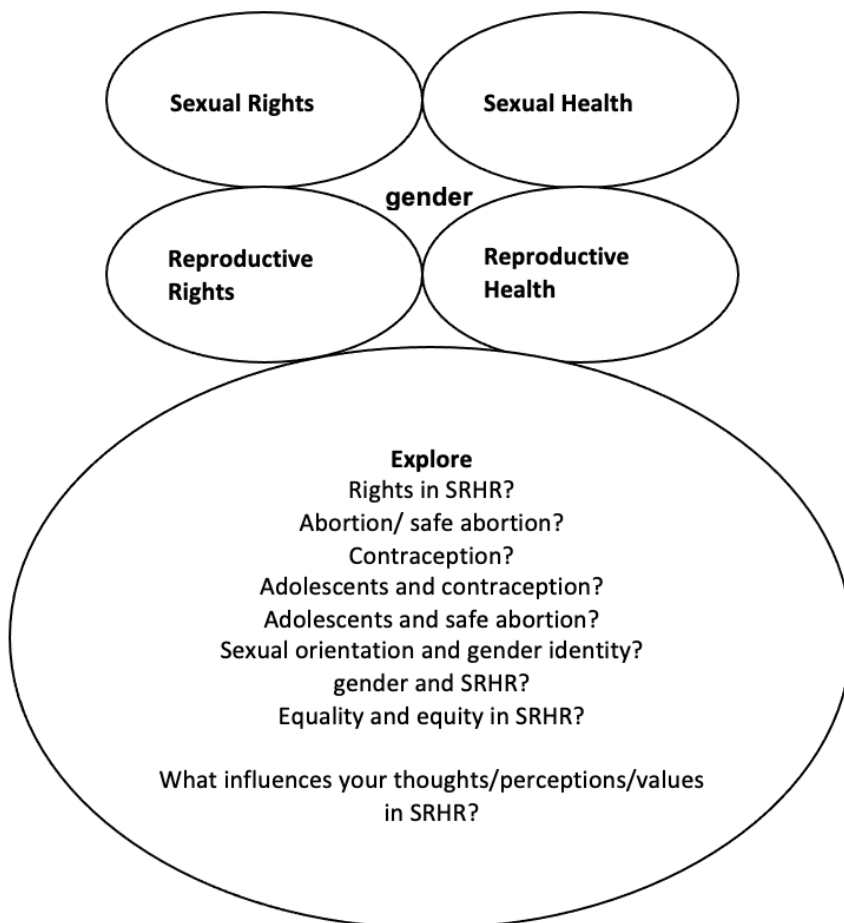 Sexual Rights
Sexual Health
gender
Reproductive
Rights
Reproductive
Health
Explore
Rights in SRHR?
Abortion/ safe abortion?
Contraception?
Adolescents and contraception?
Adolescents and safe abortion?
Sexual orientation and gender identity?
gender and SRHR?
Equality and equity in SRHR?
What influences your thoughts/perceptions/values
in SRHR?